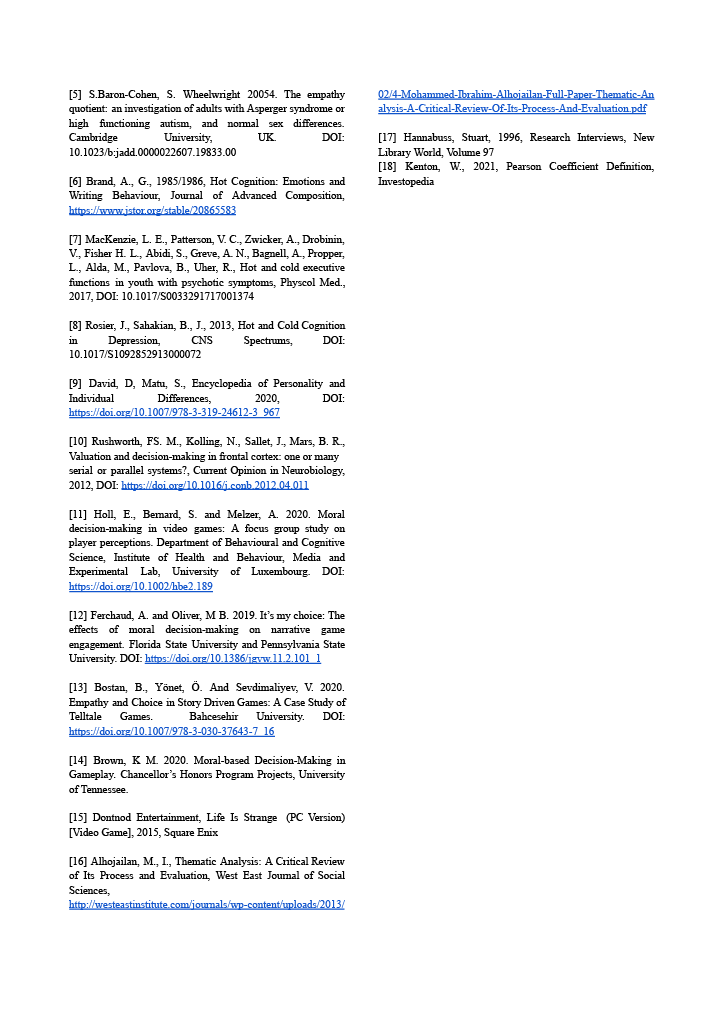 [5] S.Baron-Cohen, S. Wheelwright 20054. The empathy
quotient: an investigation of adults with Asperger syndrome or
high functioning autism, and normal sex differences.
Cambridge University, UK. DOI:
10.1023/b:jadd.0000022607.19833.00
[6] Brand, A., G., 1985/1986, Hot Cognition: Emotions and
Writing Behaviour, Journal of Advanced Composition,
https://www.jstor.org/stable/20865583
[7] MacKenzie, L. E., Patterson, V. C., Zwicker, A., Drobinin,
V., Fisher H. L., Abidi, S., Greve, A. N., Bagnell, A., Propper,
L., Alda, M., Pavlova, B., Uher, R., Hot and cold executive
functions in youth with psychotic symptoms, Physcol Med.,
2017, DOI: 10.1017/S0033291717001374
[8] Rosier, J., Sahakian, B., J., 2013, Hot and Cold Cognition
in Depression, CNS Spectrums, DOI:
10.1017/S1092852913000072
[9] David, D, Matu, S., Encyclopedia of Personality and
Individual Differences, 2020, DOI:
https://doi.org/10.1007/978-3-319-24612-3_967
[10] Rushworth, FS. M., Kolling, N., Sallet, J., Mars, B. R.,
Valuation and decision-making in frontal cortex: one or many
serial or parallel systems?, Current Opinion in Neurobiology,
2012, DOI: https://doi.org/10.1016/j.conb.2012.04.011
[11] Holl, E., Bernard, S. and Melzer, A. 2020. Moral
decision-making in video games: A focus group study on
player perceptions. Department of Behavioural and Cognitive
Science, Institute of Health and Behaviour, Media and
Experimental Lab, University of Luxembourg. DOI:
https://doi.org/10.1002/hbe2.189
[12] Ferchaud, A. and Oliver, M B. 2019. It's my choice: The
effects of moral decision-making on narrative game
engagement. Florida State University and Pennsylvania State
University. DOI: https://doi.org/10.1386/jgvw.11.2.101_1
[13] Bostan, B., Yönet, Ö. And Sevdimaliyev, V. 2020.
Empathy and Choice in Story Driven Games: A Case Study of
Telltale Games. Bahcesehir University. DOI:
https://doi.org/10.1007/978-3-030-37643-7_16
[14] Brown, K M. 2020. Moral-based Decision-Making in
Gameplay. Chancellor's Honors Program Projects, University
of Tennessee.
[15] Dontnod Entertainment, Life Is Strange (PC Version)
[Video Game], 2015, Square Enix
[16] Alhojailan, M., I., Thematic Analysis: A Critical Review
of Its Process and Evaluation, West East Journal of Social
Sciences,
http://westeastinstitute.com/journals/wp-content/uploads/2013/
02/4-Mohammed-Ibrahim-Alhojailan-Full-Paper-Thematic-An
alysis-A-Critical-Review-Of-Its-Process-And-Evaluation.pdf
[17] Hannabuss, Stuart, 1996, Research Interviews, New
Library World, Volume 97
[18] Kenton, W., 2021, Pearson Coefficient Definition,
Investopedia